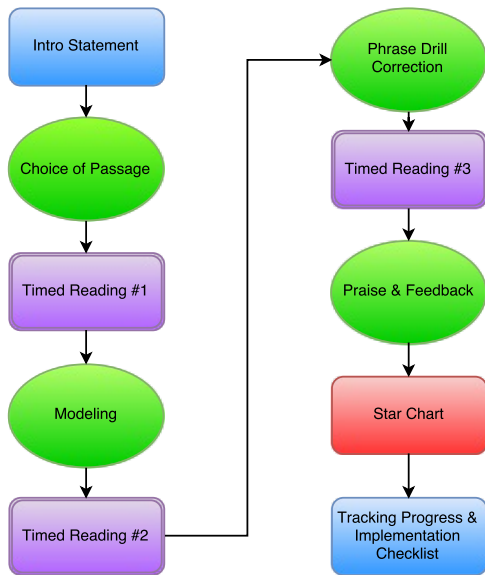 Intro Statement
Choice of Passage
Timed Reading #1
Modeling
Timed Reading #2
Phrase Drill
Correction
Timed Reading #3
Praise & Feedback
Star Chart
Tracking Progress &
Implementation
Checklist